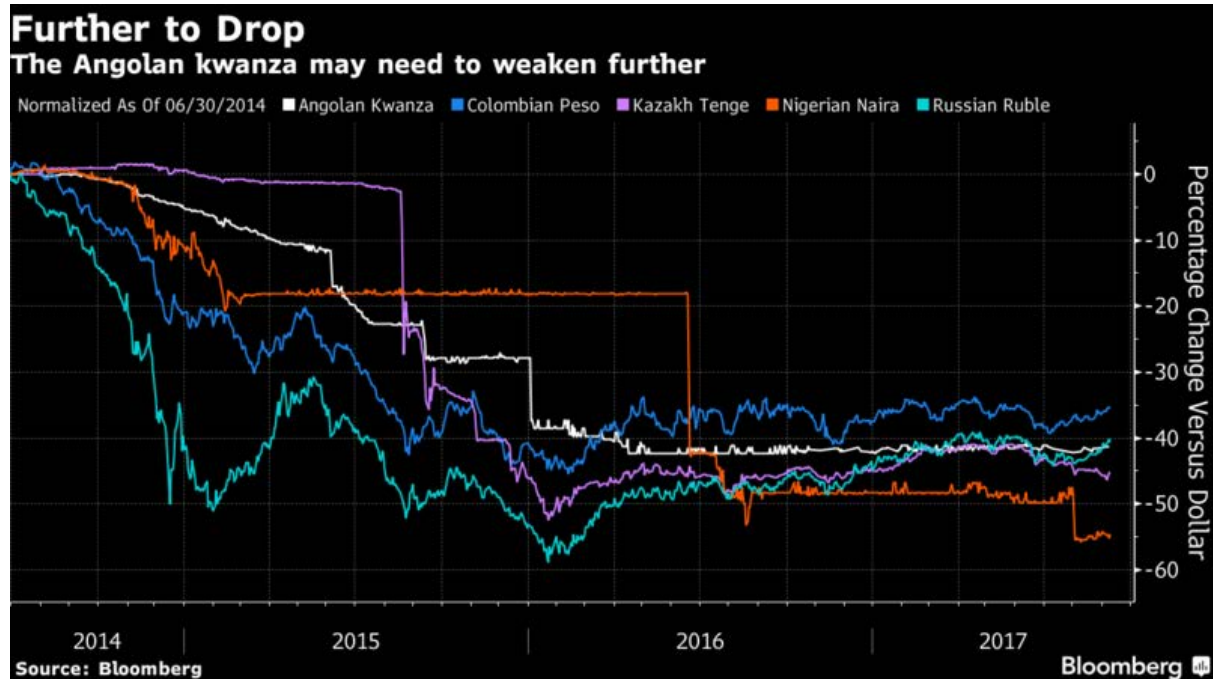 Further to Drop
The Angolan kwanza may need to weaken further
Normalized As Of 06/30/2014 Angolan Kwanza Colombian Peso Kazakh Tenge Nigerian Naira Russian Ruble
0
-10
-20
-30
-40
-50
-60
Percentage Change Versus Dollar
2014 2015 2016 2017
Source: Bloomberg
Bloomberg